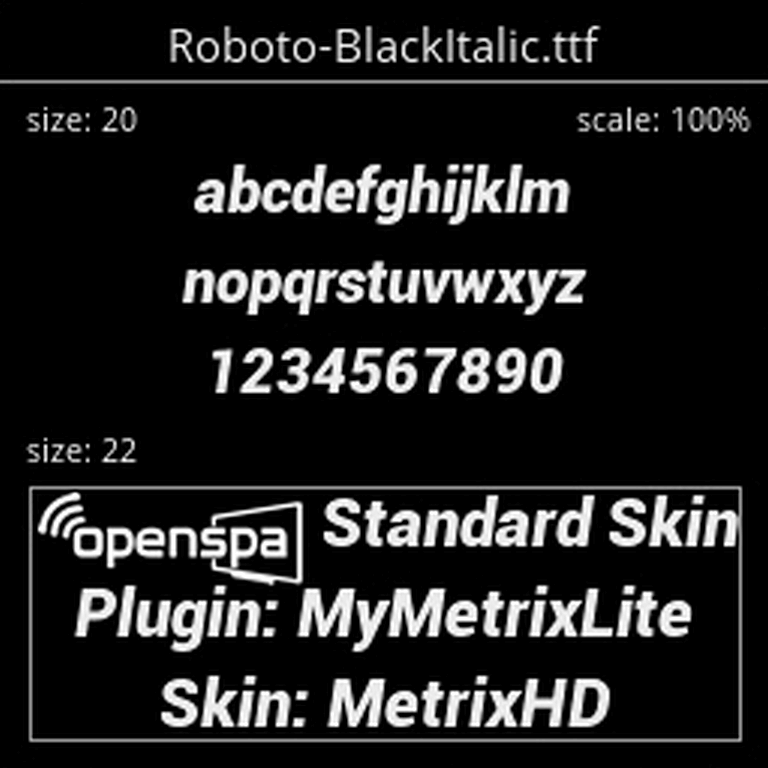 Roboto-BlackItalic.ttf
size: 20 scale: 100%
abcdefghijklm
nopqrstuvwxyz
1234567890
size: 22
openspa Standard Skin
Plugin: MyMetrixLite
Skin: MetrixHD